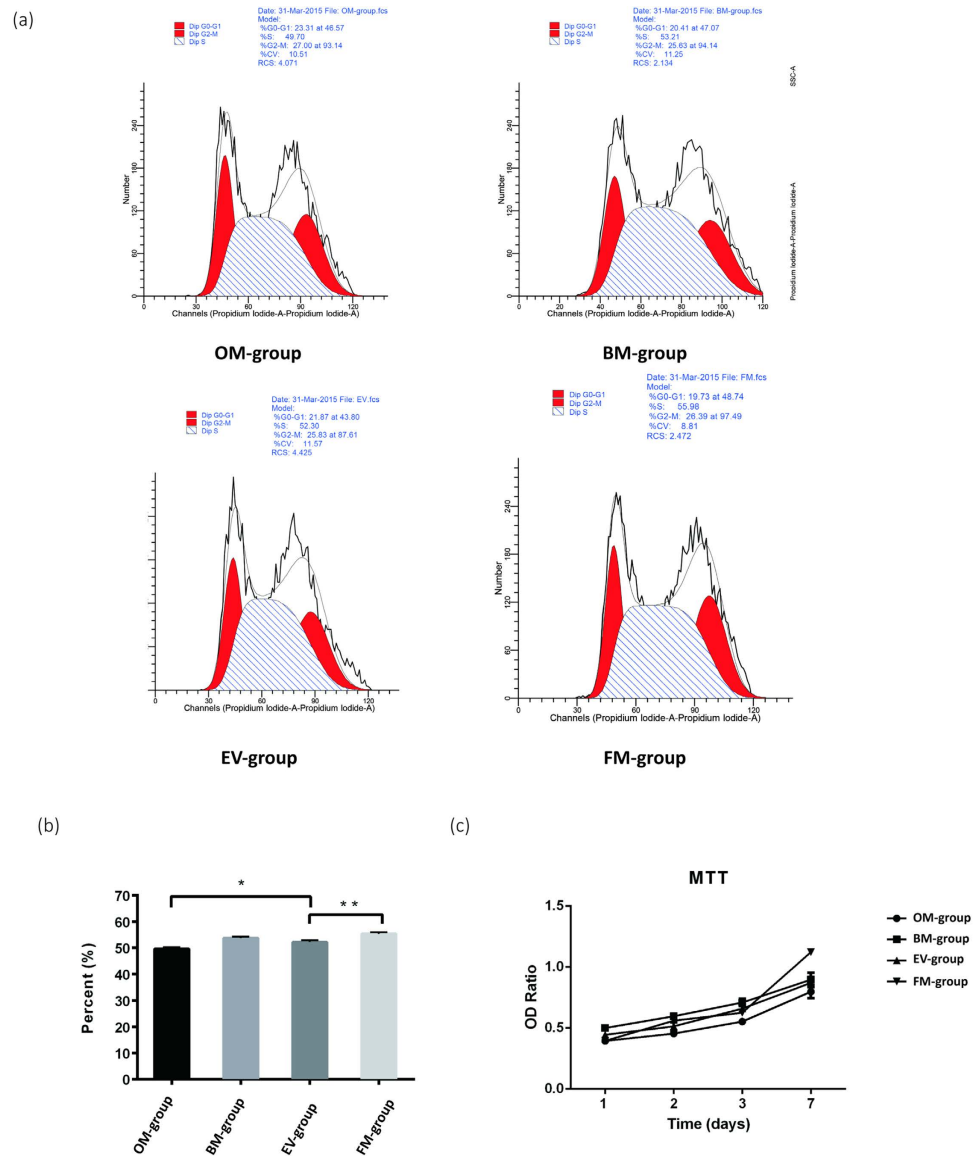 (a)
Date: 31-Mar-2015 File: OM-group.fcs
Model:
%G0-G1: 23.31 at 46.57
%S: 49.70
%G2-M: 27.00 at 93.14
%CV: 10.51
RCS: 4.071
Dip G0-G1
Dip G2-M
Dip S
Number
0 60 120 180 240
0 30 60 90 120
Channels (Propidium Iodide-A-Propidium Iodide-A)
OM-group
Date: 31-Mar-2015 File: BM-group.fcs
Model:
%G0-G1: 20.41 at 47.07
%S: 53.21
%G2-M: 25.63 at 94.14
%CV: 11.25
RCS: 2.134
Dip G0-G1
Dip G2-M
Dip S
Number
0 60 120 180 240
0 20 40 60 80 100 120
Channels (Propidium Iodide-A-Propidium Iodide-A)
SSC-A
Propidium Iodide-A-Propidium Iodide-A
BM-group
Date: 31-Mar-2015 File: EV.fcs
Model:
%G0-G1: 21.87 at 43.80
%S: 52.30
%G2-M: 25.83 at 87.61
%CV: 11.57
RCS: 4.425
Dip G0-G1
Dip G2-M
Dip S
0 30 60 90 120
Channels (Propidium Iodide-A-Propidium Iodide-A)
EV-group
Date: 31-Mar-2015 File: FM.fcs
Model:
%G0-G1: 19.73 at 48.74
%S: 55.98
%G2-M: 26.39 at 97.49
%CV: 8.81
RCS: 2.472
Dip G0-G1
Dip G2-M
Dip S
Number
0 60 120 180 240
0 30 60 90 120
Channels (Propidium Iodide-A-Propidium Iodide-A)
FM-group
(b)
Percent (%)
70
60
50
40
30
20
10
0
*
* *
OM-group
BM-group
EV-group
FM-group
(c)
MTT
OD Ratio
1.5
1.0
0.5
0.0
1 2 3 7
Time (days)
OM-group
BM-group
EV-group
FM-group